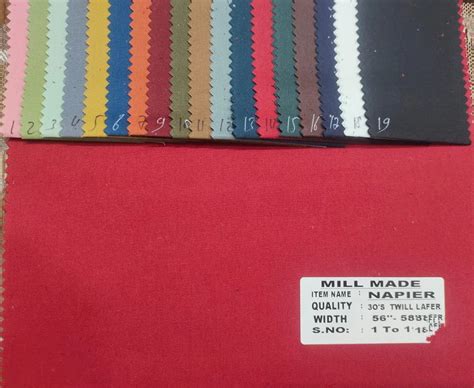 1 2 3 4 5 6 7 9 10 11 12 13 14 15 16 17 18 19
MILL MADE
ITEM NAME : NAPIER
QUALITY : 30'S TWILL LAFER
WIDTH : 56"- 58"
S.NO: 1 To